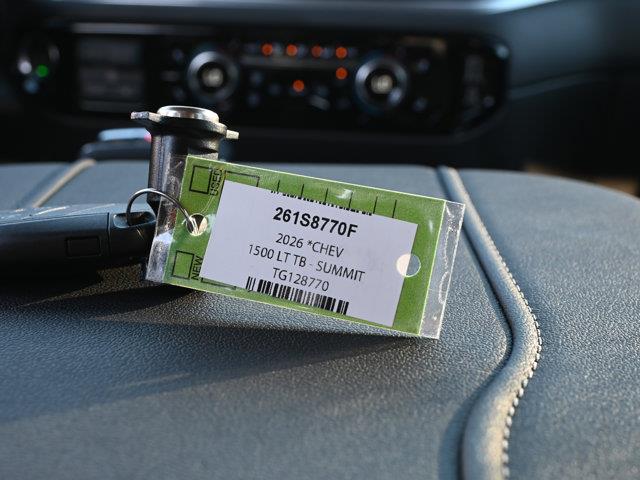 USED
261S8770F
2026 *CHEV
1500 LT TB - SUMMIT
TG128770
NEW